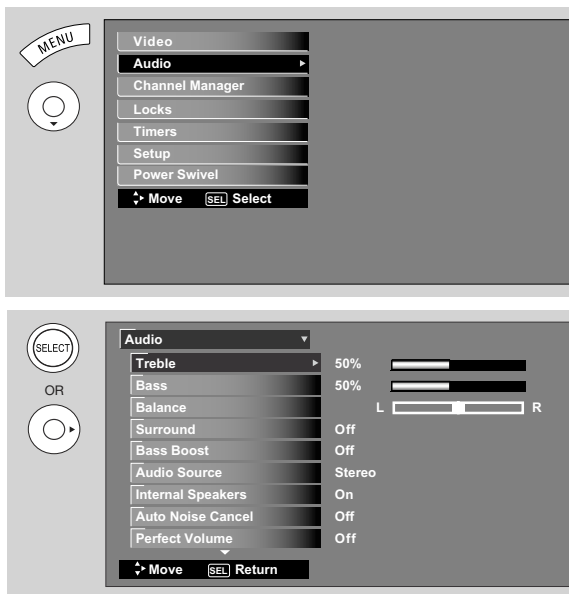 MENU
Video
Audio
Channel Manager
Locks
Timers
Setup
Power Swivel
Move SEL Select
SELECT
OR
Audio
Treble 50%
Bass 50%
Balance L R
Surround Off
Bass Boost Off
Audio Source Stereo
Internal Speakers On
Auto Noise Cancel Off
Perfect Volume Off
Move SEL Return